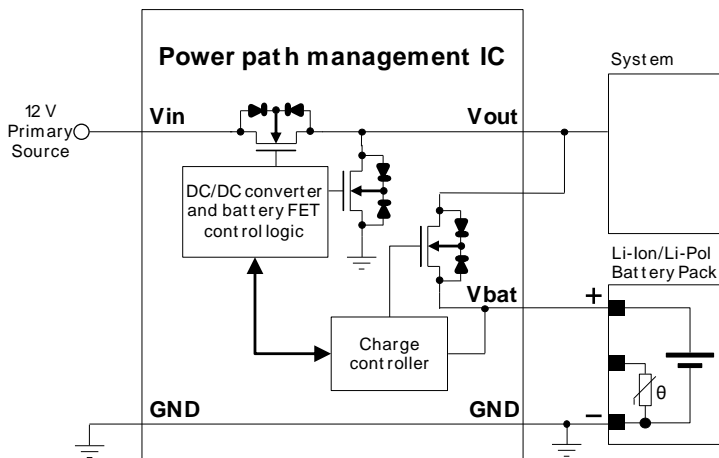 Power path management IC
System
12 V
Primary
Source
Vin
Vout
DC/DC converter
and battery FET
control logic
Li-Ion/Li-Pol
Battery Pack
Vbat
+
Charge
controller
θ
GND
GND
−